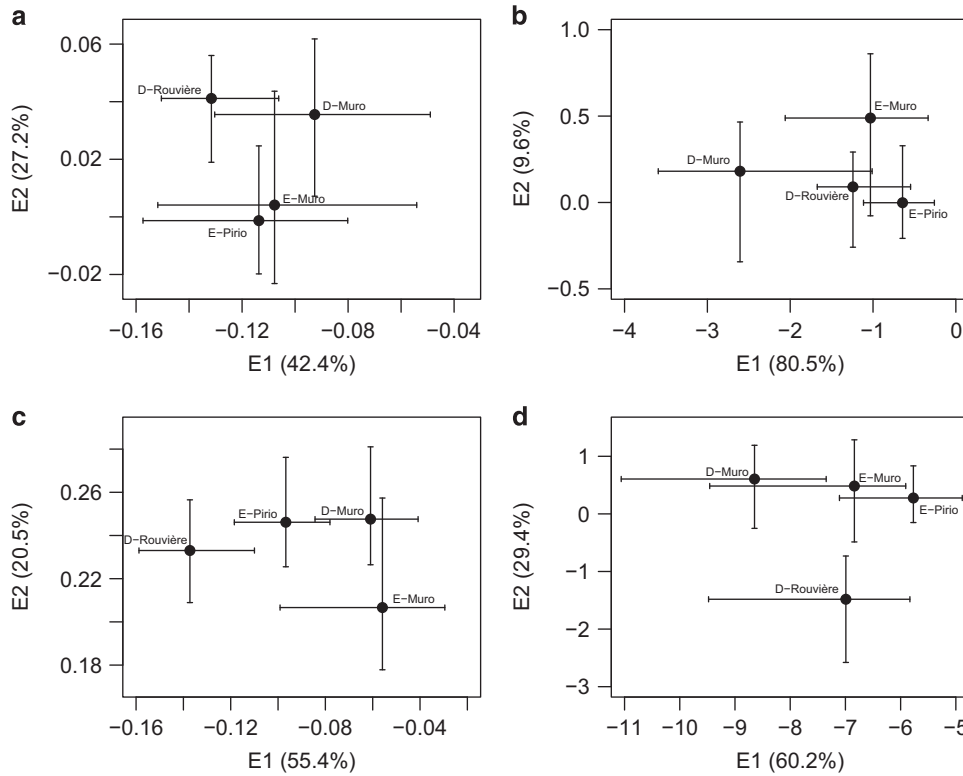 a
0.06
0.02
−0.02
E2 (27.2%)
D−Rouvière
D−Muro
E−Muro
E−Pirio
−0.16
−0.12
−0.08
−0.04
E1 (42.4%)
b
1.0
0.5
0.0
−0.5
E2 (9.6%)
E−Muro
D−Muro
D−Rouvière
E−Pirio
−4
−3
−2
−1
0
E1 (80.5%)
c
0.26
0.22
0.18
E2 (20.5%)
E−Pirio
D−Muro
D−Rouvière
E−Muro
−0.16
−0.12
−0.08
−0.04
E1 (55.4%)
d
1
0
−1
−2
−3
E2 (29.4%)
D−Muro
E−Muro
E−Pirio
D−Rouvière
−11
−10
−9
−8
−7
−6
−5
E1 (60.2%)